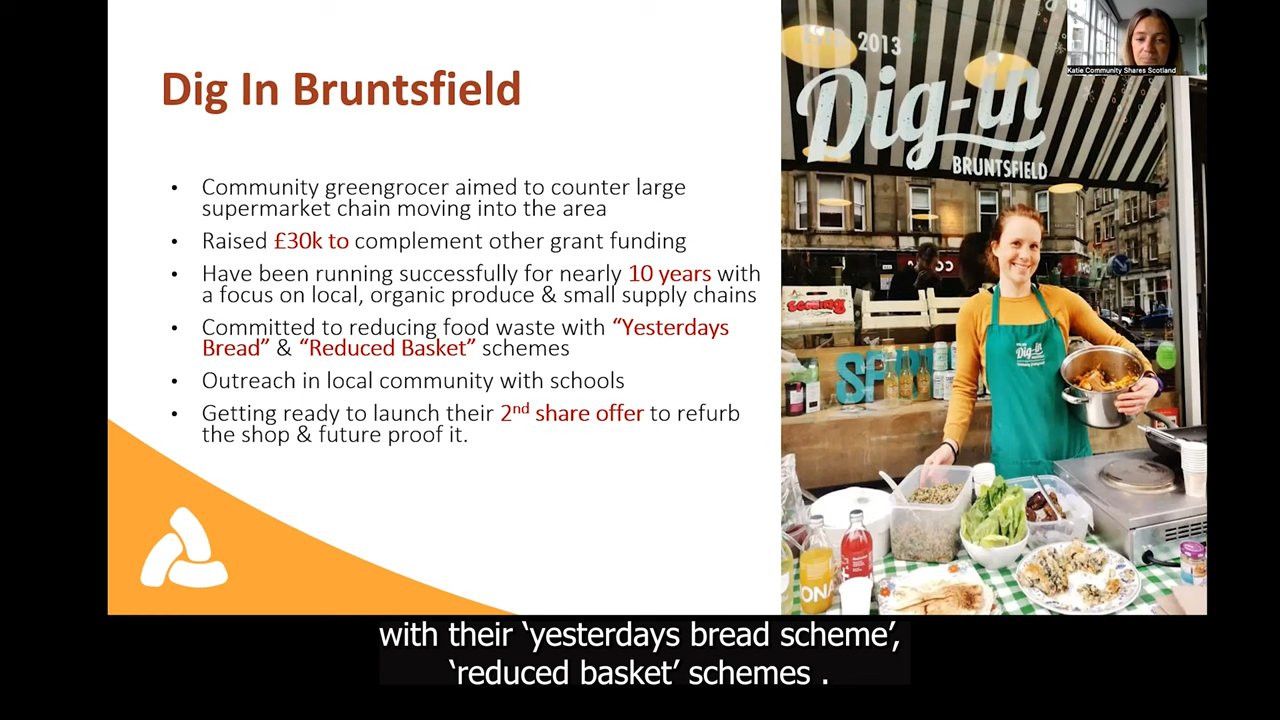 Dig In Bruntsfield
• Community greengrocer aimed to counter large
supermarket chain moving into the area
• Raised £30k to complement other grant funding
• Have been running successfully for nearly 10 years with
a focus on local, organic produce & small supply chains
• Committed to reducing food waste with “Yesterdays
Bread” & “Reduced Basket” schemes
• Outreach in local community with schools
• Getting ready to launch their 2nd share offer to refurb
the shop & future proof it.
2013
Dig-in
BRUNTSFIELD
Katie Community Shares Scotland
Dig-in
with their ‘yesterdays bread scheme’,
‘reduced basket’ schemes .